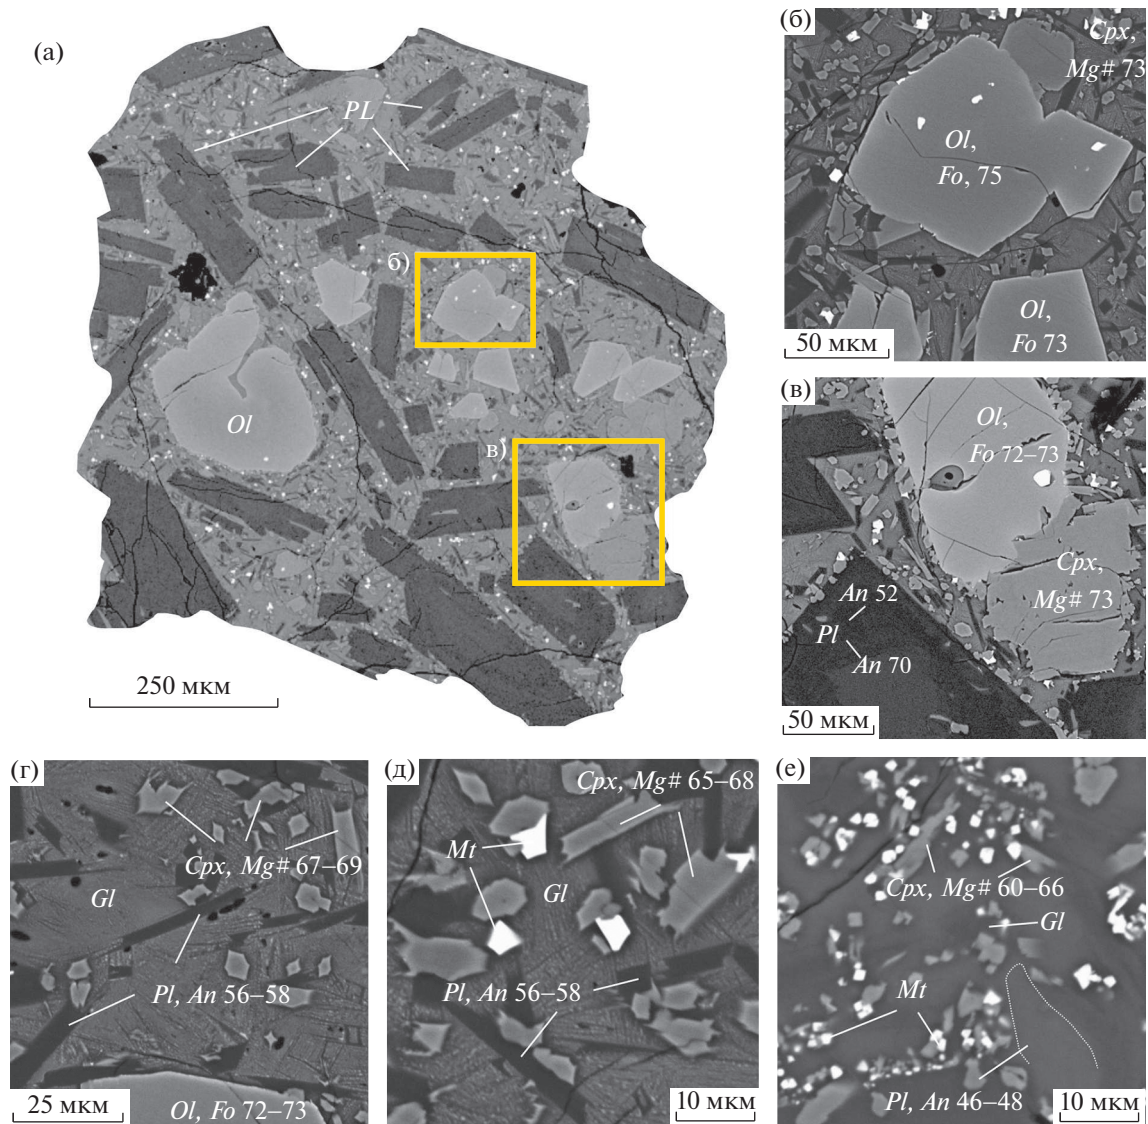 (а)
PL
б)
Ol
в)
250 мкм
(б)
Cpx,
Mg# 73
Ol,
Fo, 75
Ol,
Fo 73
50 мкм
(в)
Ol,
Fo 72–73
Cpx,
Mg# 73
An 52
Pl
An 70
50 мкм
(г)
Cpx, Mg# 67–69
Gl
Pl, An 56–58
Ol, Fo 72–73
25 мкм
(д)
Cpx, Mg# 65–68
Mt
Gl
Pl, An 56–58
10 мкм
(е)
Cpx, Mg# 60–66
Gl
Mt
Pl, An 46–48
10 мкм